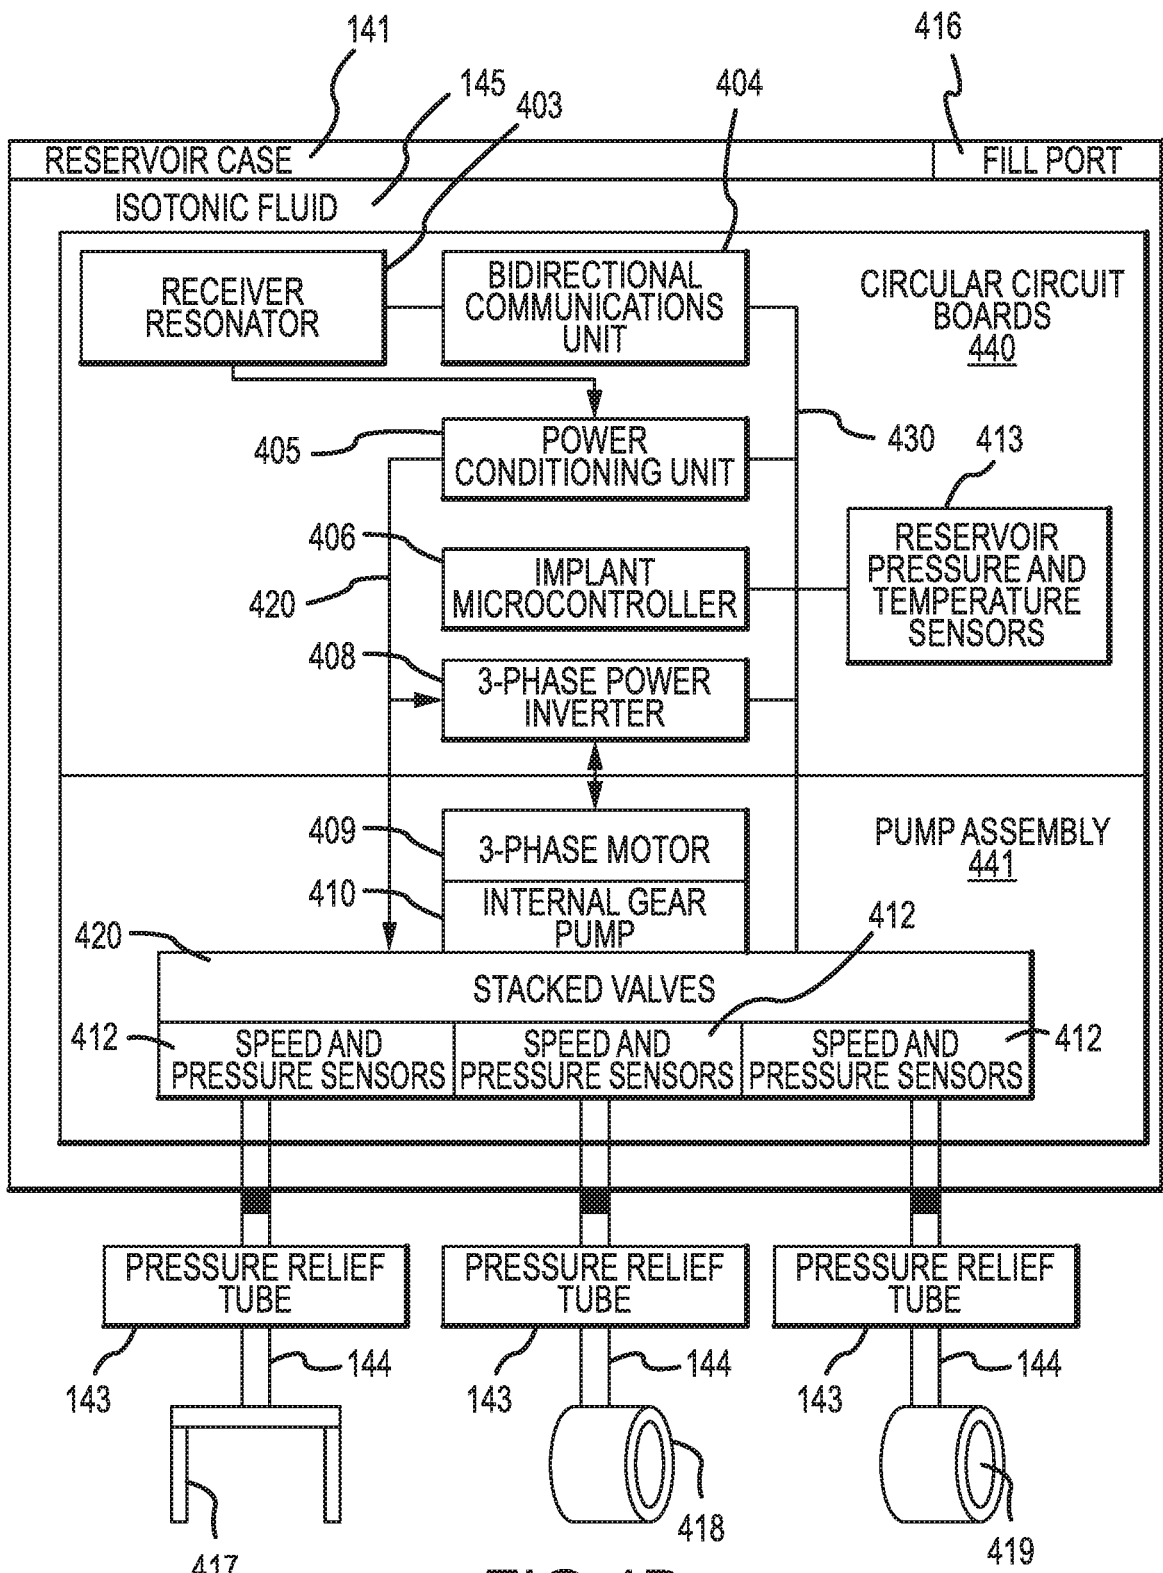 141
416
145
403
404
RESERVOIR CASE
FILL PORT
ISOTONIC FLUID
RECEIVER
RESONATOR
BIDIRECTIONAL
COMMUNICATIONS
UNIT
CIRCULAR CIRCUIT
BOARDS
440
405
POWER
CONDITIONING UNIT
430
413
406
420
IMPLANT
MICROCONTROLLER
RESERVOIR
PRESSURE AND
TEMPERATURE
SENSORS
408
3-PHASE POWER
INVERTER
409
3-PHASE MOTOR
PUMP ASSEMBLY
441
410
INTERNAL GEAR
PUMP
412
420
STACKED VALVES
412
SPEED AND
PRESSURE SENSORS
SPEED AND
PRESSURE SENSORS
SPEED AND
PRESSURE SENSORS
412
PRESSURE RELIEF
TUBE
PRESSURE RELIEF
TUBE
PRESSURE RELIEF
TUBE
143
144
143
144
143
144
417
418
419